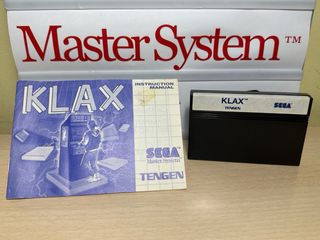 Master System™
INSTRUCTION
MANUAL
KLAX
SEGA
Master System
TENGEN
KLAX™
TENGEN
SEGA